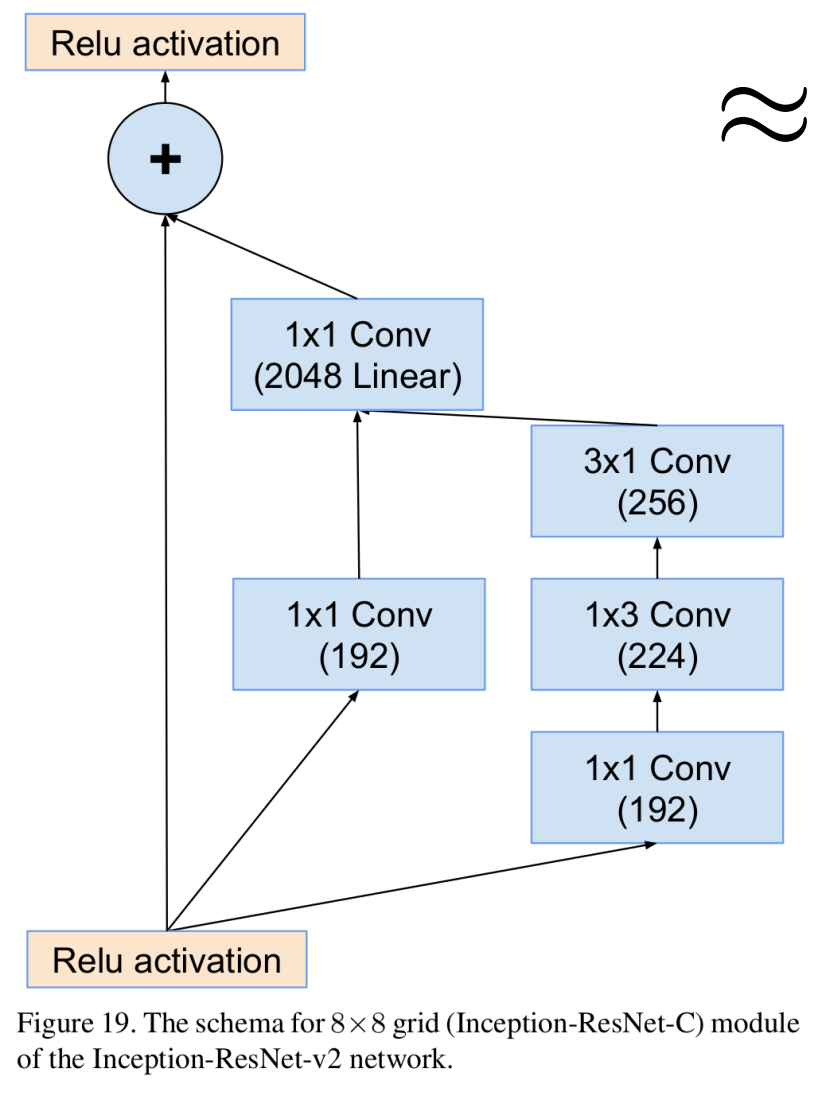 Relu activation
≈
+
1x1 Conv
(2048 Linear)
3x1 Conv
(256)
1x1 Conv
(192)
1x3 Conv
(224)
1x1 Conv
(192)
Relu activation
Figure 19. The schema for 8×8 grid (Inception-ResNet-C) module
of the Inception-ResNet-v2 network.